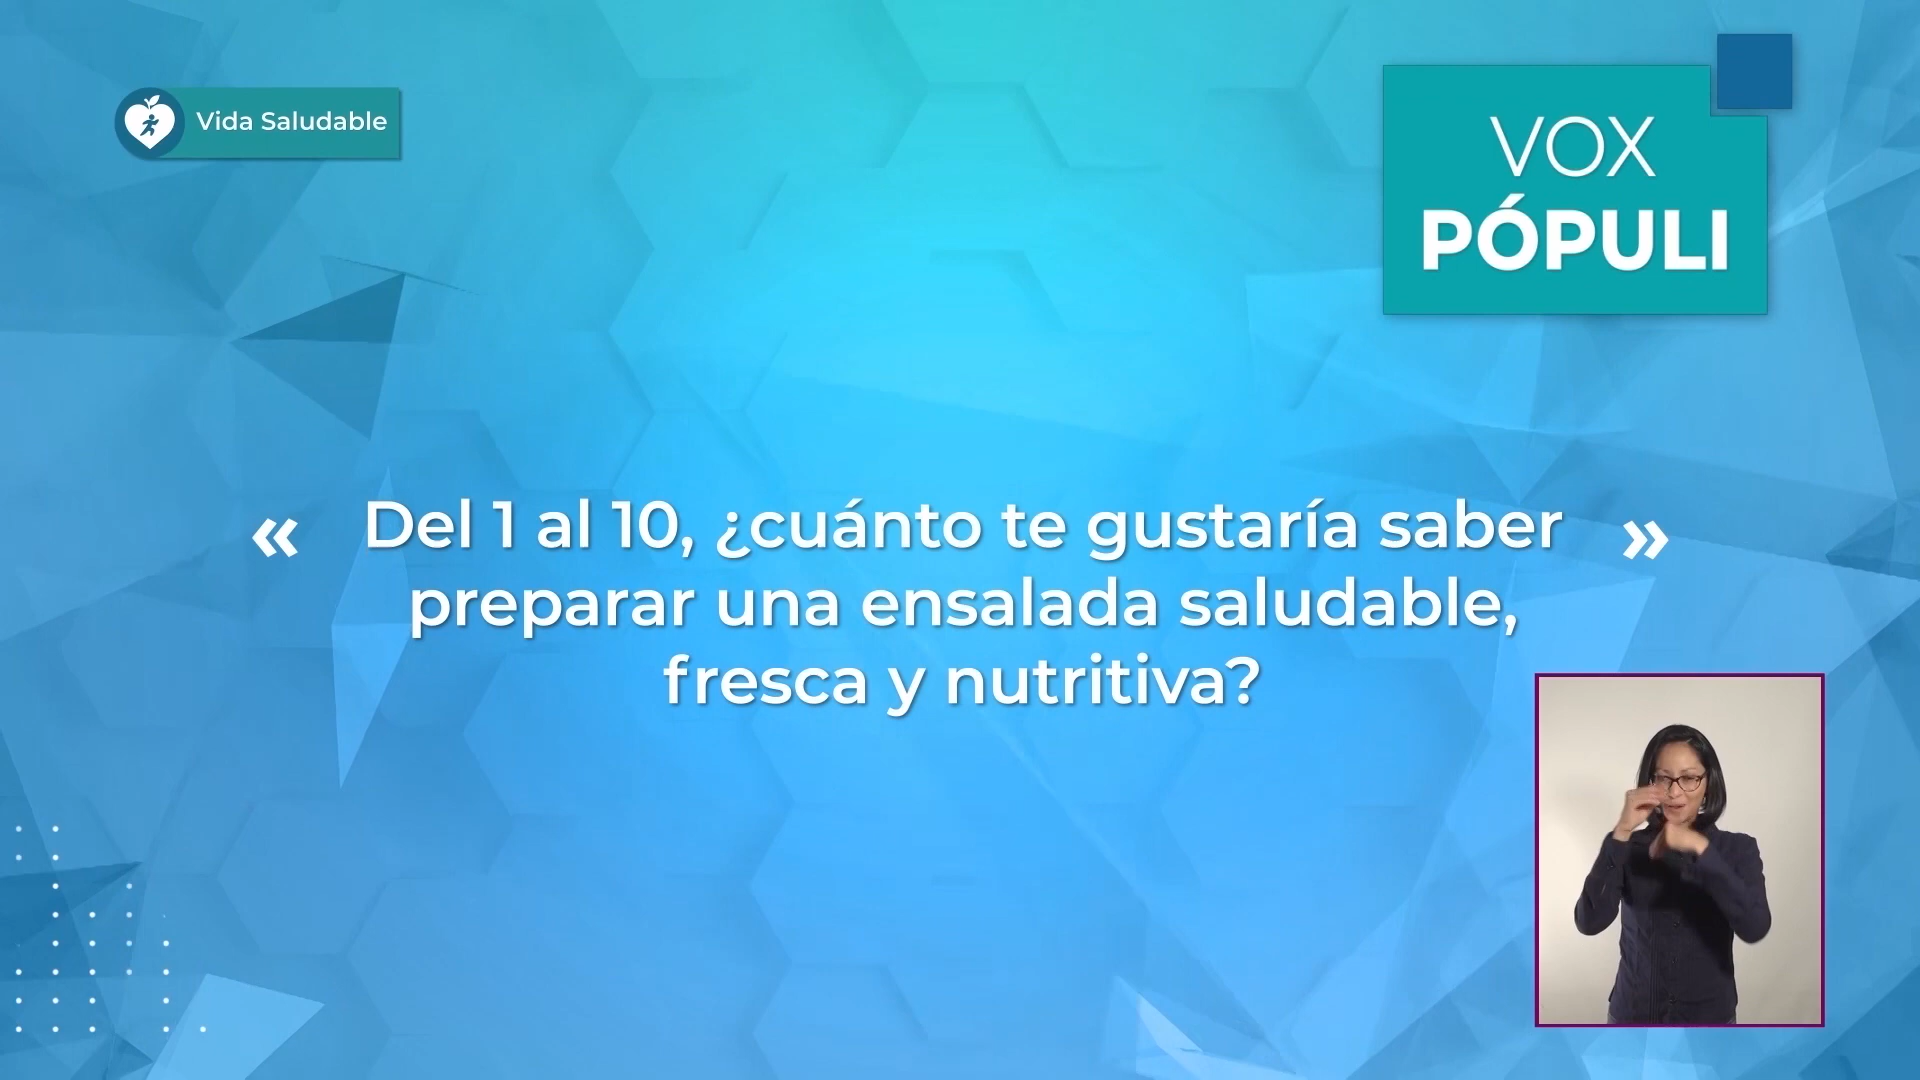 Vida Saludable
VOX
PÓPULI
« Del 1 al 10, ¿cuánto te gustaría saber »
preparar una ensalada saludable,
fresca y nutritiva?